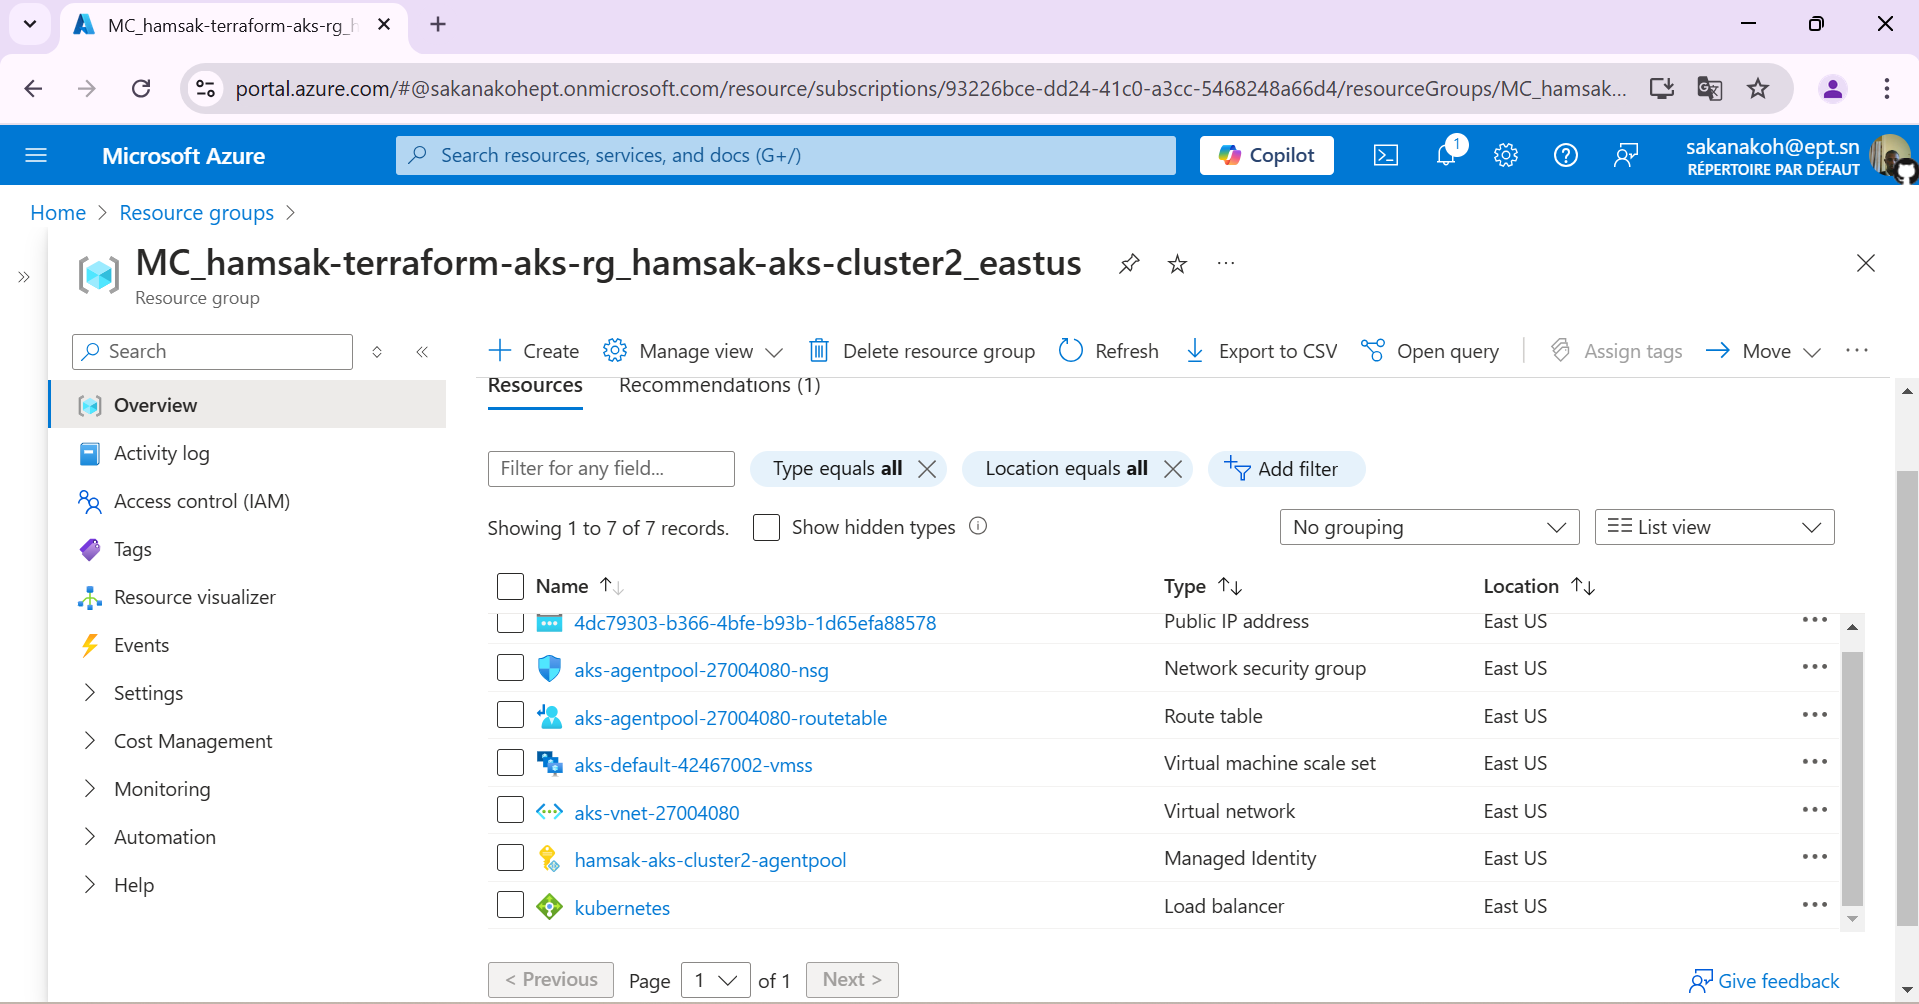 MC_hamsak-terraform-aks-rg_h
portal.azure.com/#@sakanakohept.onmicrosoft.com/resource/subscriptions/93226bce-dd24-41c0-a3cc-5468248a66d4/resourceGroups/MC_hamsak...
Microsoft Azure
Search resources, services, and docs (G+/)
Copilot
1
sakanakoh@ept.sn
RÉPERTOIRE PAR DÉFAUT
Home > Resource groups >
MC_hamsak-terraform-aks-rg_hamsak-aks-cluster2_eastus
Resource group
Search
Create Manage view Delete resource group Refresh Export to CSV Open query Assign tags Move
Overview
Activity log
Access control (IAM)
Tags
Resource visualizer
Events
Settings
Cost Management
Monitoring
Automation
Help
Resources Recommendations (1)
Filter for any field... Type equals all Location equals all Add filter
Showing 1 to 7 of 7 records. Show hidden types No grouping List view
Name Type Location
4dc79303-b366-4bfe-b93b-1d65efa88578 Public IP address East US
aks-agentpool-27004080-nsg Network security group East US
aks-agentpool-27004080-routetable Route table East US
aks-default-42467002-vmss Virtual machine scale set East US
aks-vnet-27004080 Virtual network East US
hamsak-aks-cluster2-agentpool Managed Identity East US
kubernetes Load balancer East US
< Previous Page 1 of 1 Next > Give feedback